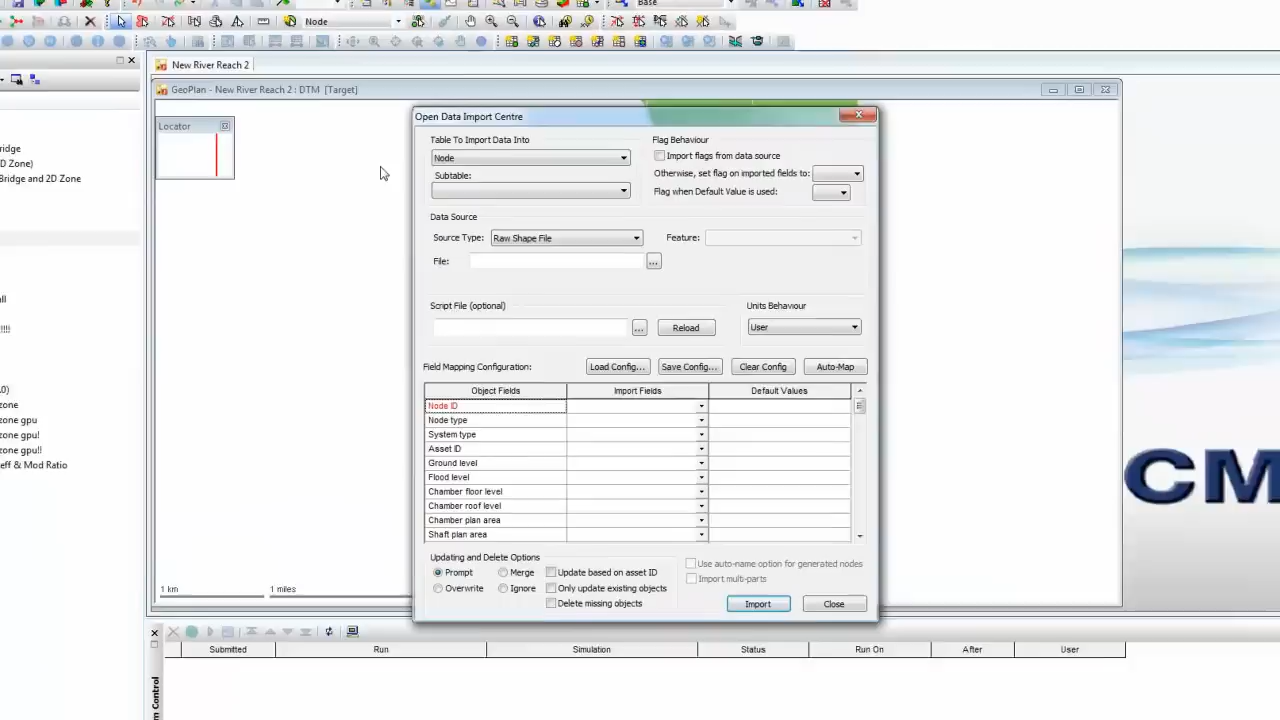 Base
Node
New River Reach 2
GeoPlan - New River Reach 2 : DTM [Target]
Locator
ridge
D Zone)
Bridge and 2D Zone
all
!!!!!
(0)
zone
zone gpu
zone gpu!
zone gpu!!
eff & Mod Ratio
1 km
1 miles
Open Data Import Centre
Table To Import Data Into
Node
Subtable:
Flag Behaviour
Import flags from data source
Otherwise, set flag on imported fields to:
Flag when Default Value is used:
Data Source
Source Type: Raw Shape File
Feature:
File:
...
Script File (optional)
...
Reload
Units Behaviour
User
Field Mapping Configuration:
Load Config... Save Config... Clear Config Auto-Map
Object Fields Import Fields Default Values
Node ID
Node type
System type
Asset ID
Ground level
Flood level
Chamber floor level
Chamber roof level
Chamber plan area
Shaft plan area
Updating and Delete Options
Prompt Merge Update based on asset ID
Overwrite Ignore Only update existing objects
Delete missing objects
Use auto-name option for generated nodes
Import multi-parts
Import Close
CM
Submitted Run Simulation Status Run On After User
m Control